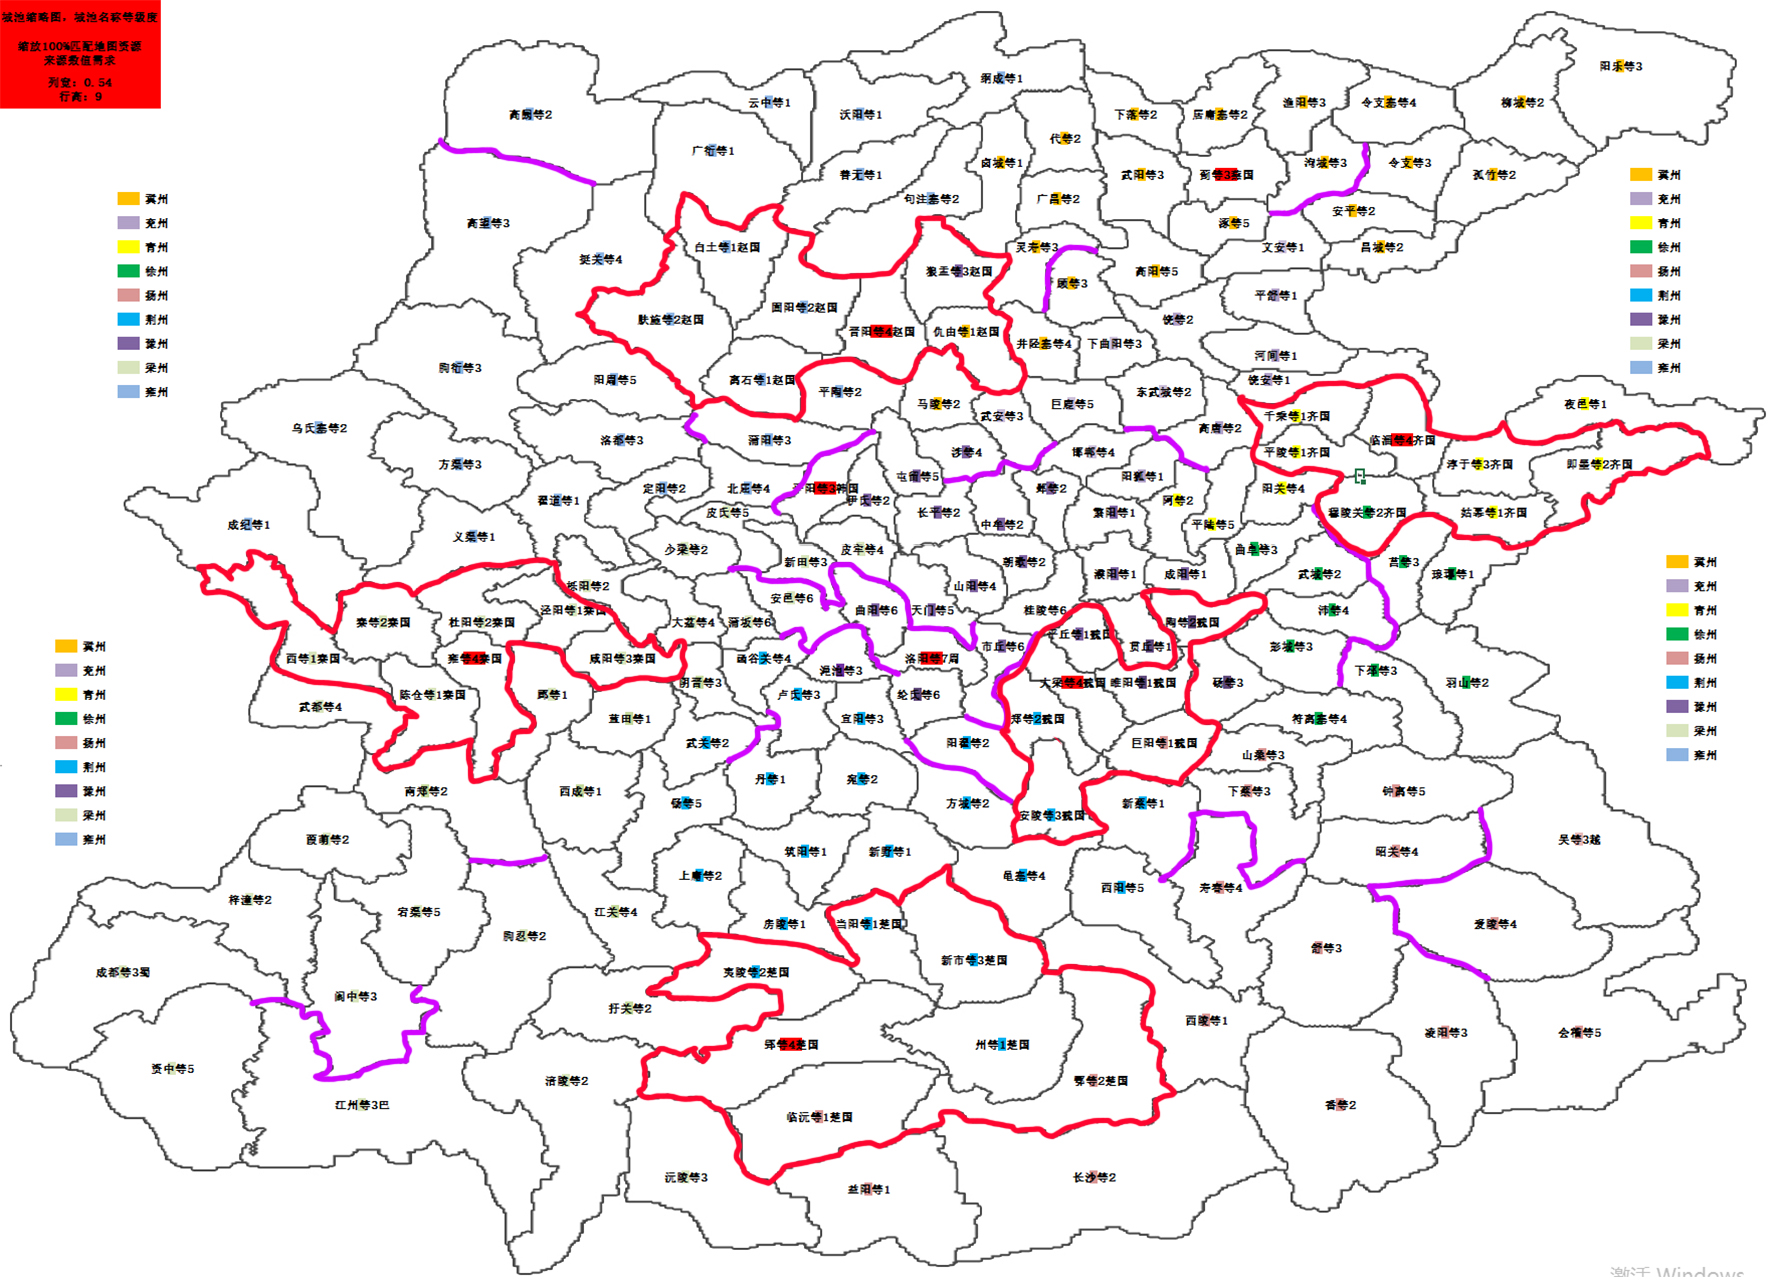 城池缩略图，城池名称等级度
缩放100%匹配地图资源
来源数值需求
列宽：0.54
行高：9
阳乐等3
纲成等1
高阙等2
云中等1
沃阳等1
下落等2
居庸塞等2
渔阳等3
令支塞等4
柳城等2
代等2
广衍等1
卤城等1
善无等1
武阳等3
蓟等3燕国
泃城等3
令支等3
孤竹等2
冀州
兖州
青州
徐州
扬州
荆州
豫州
梁州
雍州
句注塞等2
广昌等2
安平等2
冀州
兖州
青州
徐州
扬州
荆州
豫州
梁州
雍州
高望等3
涿等5
白土等1赵国
灵寿等3
文安等1
昌城等2
挺关等4
狼盂等3赵国
高阳等5
顾等3
平舒等1
固阳等2赵国
肤施等2赵国
饶等2
晋阳等4赵国
仇由等1赵国
井陉塞等4
下曲阳等3
河间等1
朐衍等3
阳周等5
离石等1赵国
饶安等1
平陶等2
东武城等2
马陵等2
巨鹿等5
夜邑等1
武安等3
千乘等1齐国
乌氏塞等2
高唐等2
洛都等3
蒲阳等3
临淄等4齐国
涉等4
邯郸等4
平陵等1齐国
方渠等3
淳于等3齐国
即墨等2齐国
屯留等5
阳狐等1
定阳等2
北屈等4
平阳等3韩国
邺等2
阳关等4
翟道等1
伊氏等2
阿等2
皮氏等5
长平等2
繁阳等1
穆陵关等2齐国
姑幕等1齐国
成纪等1
中牟等2
平陆等5
义渠等1
少梁等2
皮牢等4
曲阜等3
新田等3
朝歌等2
莒等3
濮阳等1
成阳等1
武城等2
琅琊等1
栎阳等2
山阳等4
安邑等6
泾阳等1秦国
曲阳等6
天门等5
桂陵等6
沛等4
秦等2秦国
杜阳等2秦国
大荔等4
蒲坂等6
陶等2魏国
平丘等1魏国
市丘等6
贯丘等1
彭城等3
西等1秦国
雍等4秦国
咸阳等3秦国
函谷关等4
洛阳等7周
渑池等3
下邳等3
阴晋等3
大梁等4魏国
睢阳等1魏国
砀等3
羽山等2
陈仓等1秦国
郿等1
卢氏等3
纶氏等6
武都等4
蓝田等1
宜阳等3
郑等2魏国
符离塞等4
武关等2
阳翟等2
巨阳等1魏国
山桑等3
丹等1
宛等2
南郑等2
西成等1
下蔡等3
钟离等5
钖等5
方城等2
新蔡等1
安陵等3魏国
冀州
兖州
青州
徐州
扬州
荆州
豫州
梁州
雍州
冀州
兖州
青州
徐州
扬州
荆州
豫州
梁州
雍州
葭萌等2
筑阳等1
新野等1
昭关等4
吴等3越
上庸等2
黾塞等4
西阳等5
寿春等4
梓潼等2
宕渠等5
江关等4
房陵等1
当阳等1楚国
爰陵等4
朐忍等2
舒等3
成都等3蜀
夷陵等2楚国
新市等3楚国
阆中等3
扞关等2
西陵等1
陵阳等3
会稽等5
郢等4楚国
州等1楚国
资中等5
涪陵等2
鄂等2楚国
江州等3巴
番等2
临沅等1楚国
沅陵等3
长沙等2
益阳等1
激活 Windows